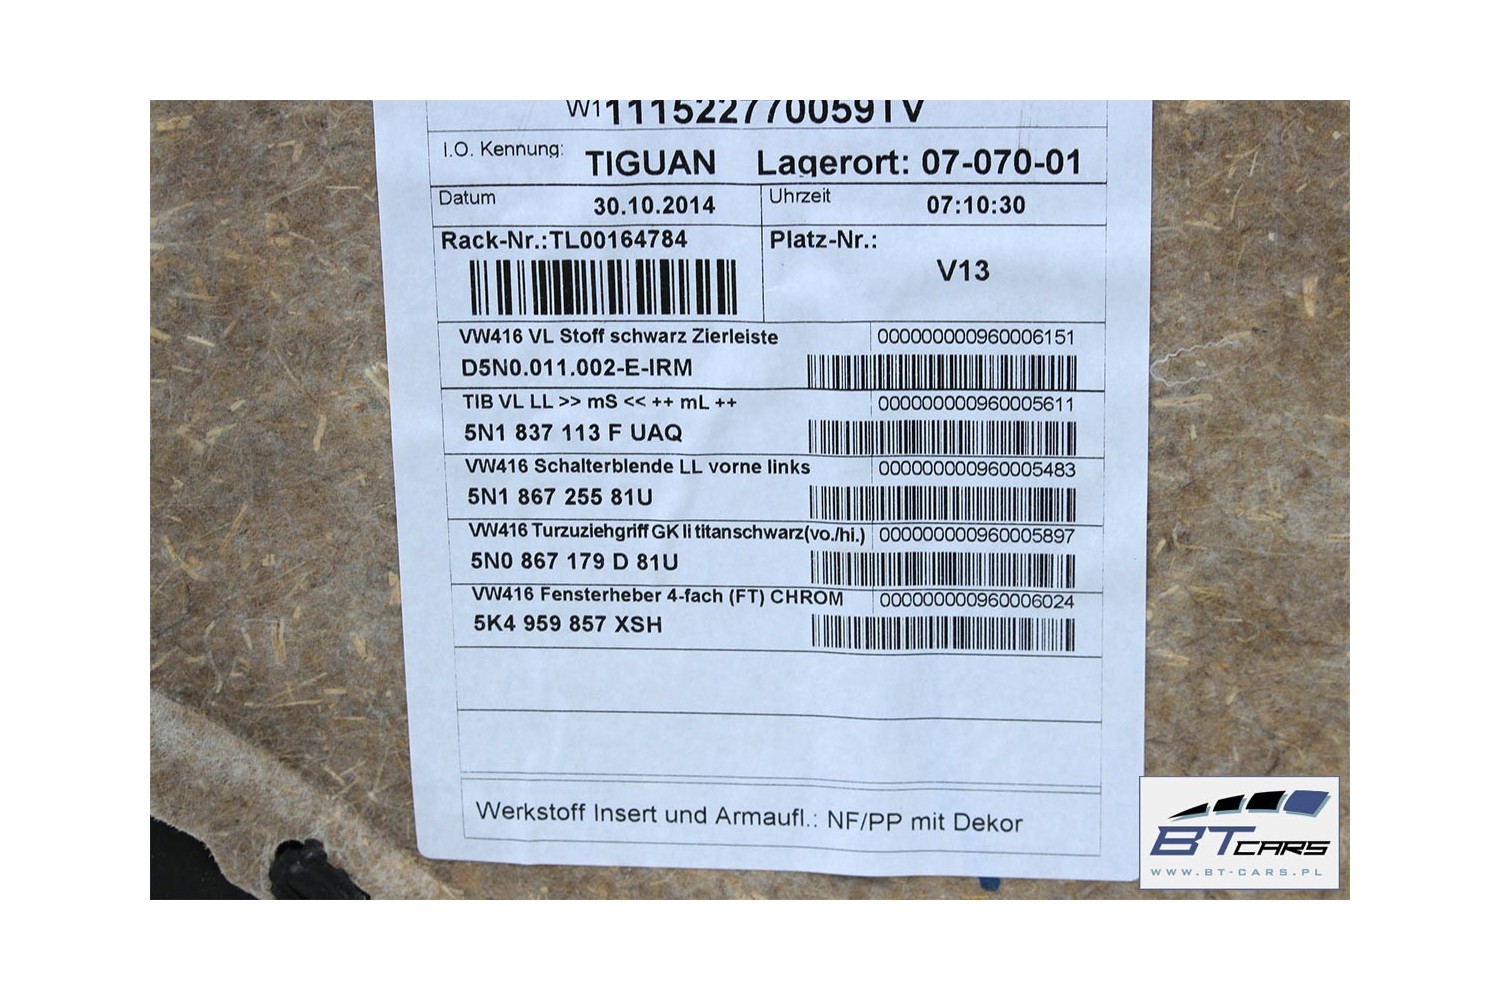 W1111522770059TV
I.O. Kennung: TIGUAN Lagerort: 07-070-01
Datum 30.10.2014 Uhrzeit 07:10:30
Rack-Nr.:TL00164784 Platz-Nr.:
V13
VW416 VL Stoff schwarz Zierleiste 000000000960006151
D5N0.011.002-E-IRM
TIB VL LL >> mS << ++ mL ++ 000000000960005611
5N1 837 113 F UAQ
VW416 Schalterblende LL vorne links 000000000960005483
5N1 867 255 81U
VW416 Turzuziehgriff GK li titanschwarz(vo./hi.) 000000000960005897
5N0 867 179 D 81U
VW416 Fensterheber 4-fach (FT) CHROM 000000000960006024
5K4 959 857 XSH
Werkstoff Insert und Armaufl.: NF/PP mit Dekor
BT CARS
WWW.BT-CARS.PL